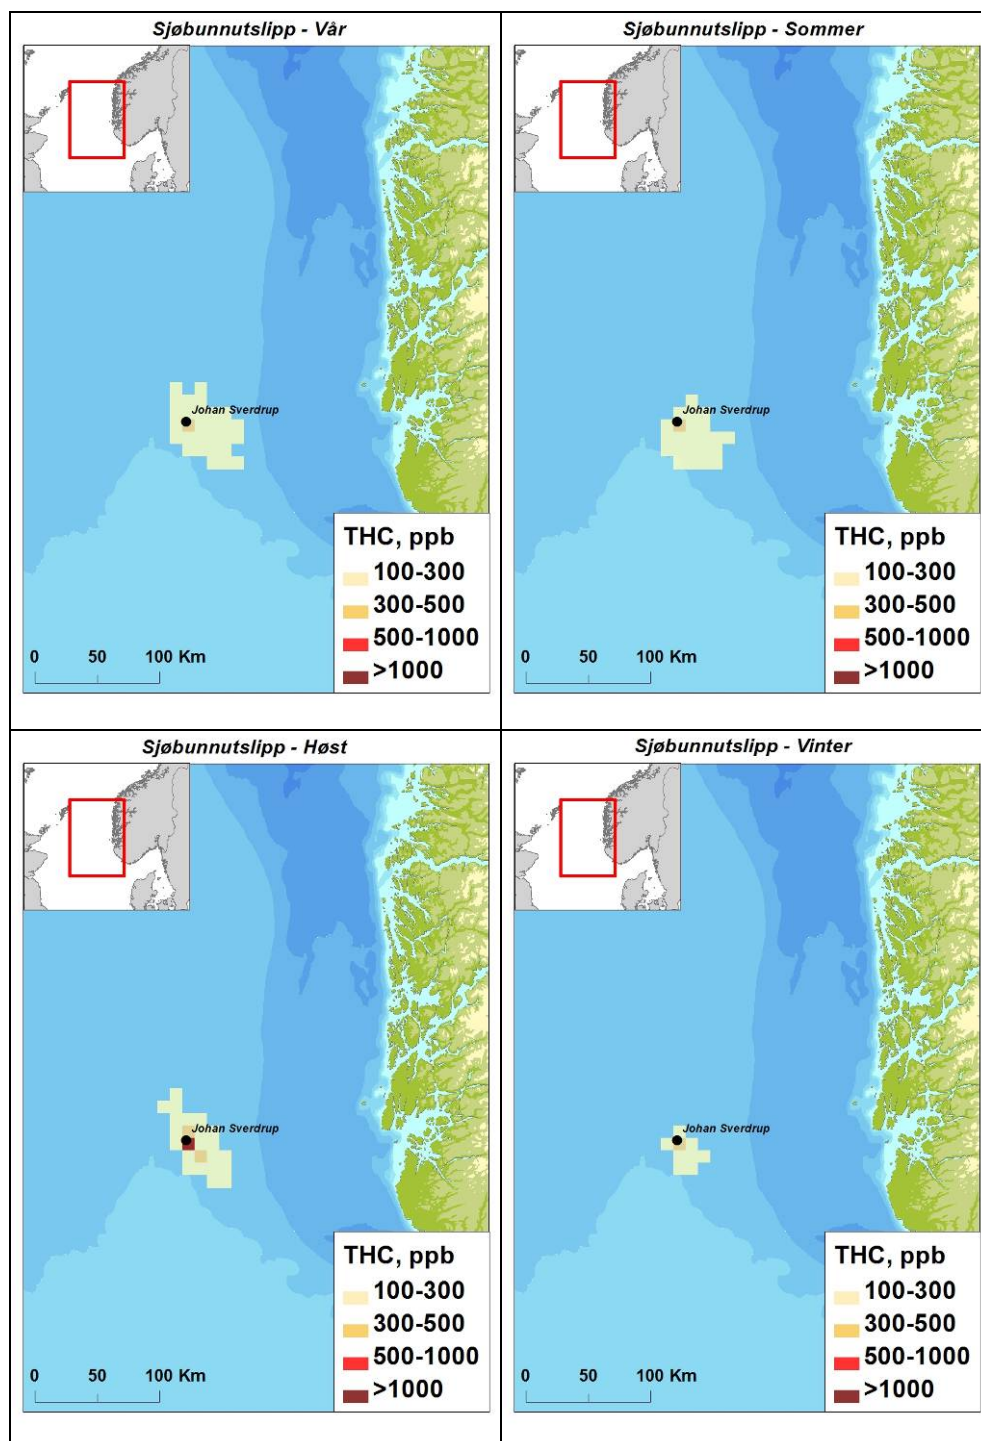 Sjøbunnutslipp - Vår
Johan Sverdrup
THC, ppb
100-300
300-500
500-1000
>1000
0 50 100 Km
Sjøbunnutslipp - Sommer
Johan Sverdrup
THC, ppb
100-300
300-500
500-1000
>1000
0 50 100 Km
Sjøbunnutslipp - Høst
Johan Sverdrup
THC, ppb
100-300
300-500
500-1000
>1000
0 50 100 Km
Sjøbunnutslipp - Vinter
Johan Sverdrup
THC, ppb
100-300
300-500
500-1000
>1000
0 50 100 Km